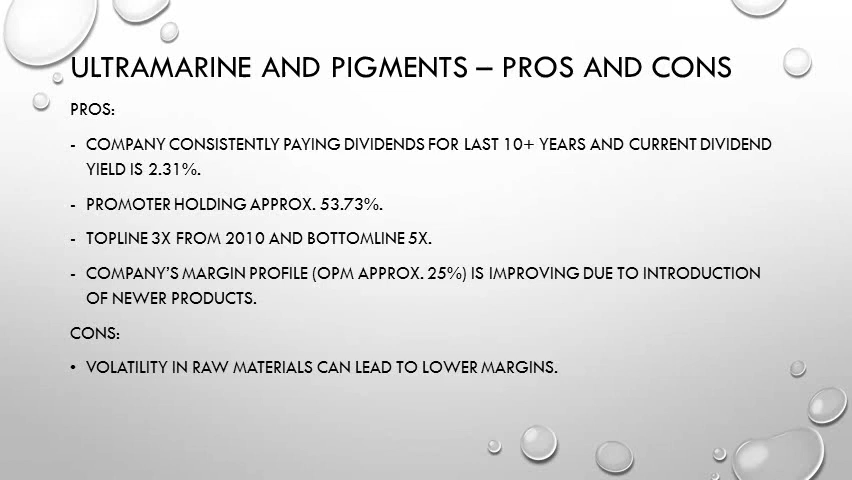 ULTRAMARINE AND PIGMENTS – PROS AND CONS
PROS:
- COMPANY CONSISTENTLY PAYING DIVIDENDS FOR LAST 10+ YEARS AND CURRENT DIVIDEND
YIELD IS 2.31%.
- PROMOTER HOLDING APPROX. 53.73%.
- TOPLINE 3X FROM 2010 AND BOTTOMLINE 5X.
- COMPANY'S MARGIN PROFILE (OPM APPROX. 25%) IS IMPROVING DUE TO INTRODUCTION
OF NEWER PRODUCTS.
CONS:
• VOLATILITY IN RAW MATERIALS CAN LEAD TO LOWER MARGINS.